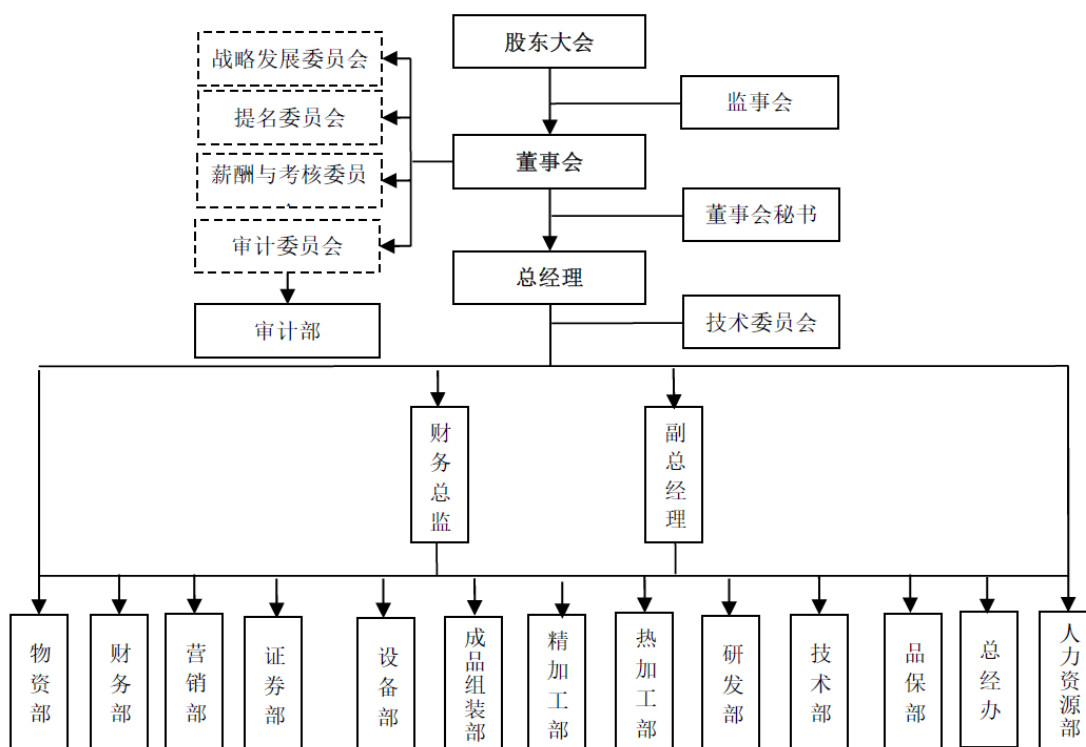 股东大会
战略发展委员会
监事会
提名委员会
董事会
薪酬与考核委员
董事会秘书
审计委员会
总经理
技术委员会
审计部
财务总监
副总经理
物资部
财务部
营销部
证券部
设备部
成品组装部
精加工部
热加工部
研发部
技术部
品保部
总经办
人力资源部